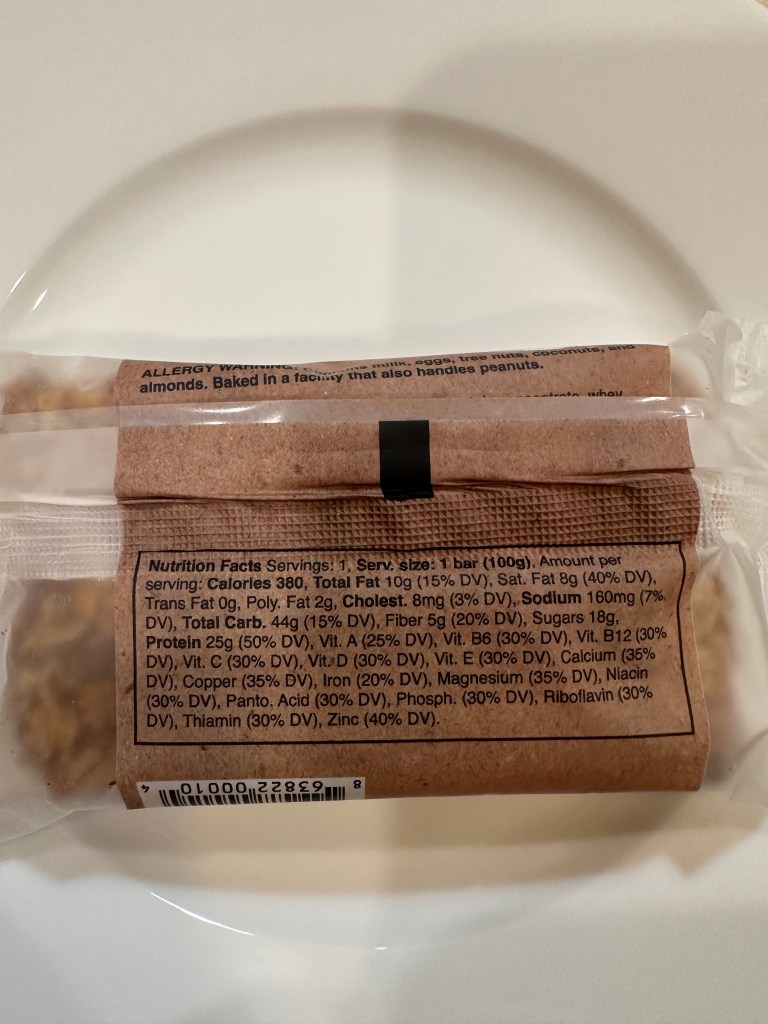 ALLERGY WARNING: Contains milk, eggs, tree nuts, coconuts, and
almonds. Baked in a facility that also handles peanuts.
whey
Nutrition Facts Servings: 1, Serv. size: 1 bar (100g), Amount per
serving: Calories 380, Total Fat 10g (15% DV), Sat. Fat 8g (40% DV),
Trans Fat 0g, Poly. Fat 2g, Cholest. 8mg (3% DV), Sodium 160mg (7%
DV), Total Carb. 44g (15% DV), Fiber 5g (20% DV), Sugars 18g,
Protein 25g (50% DV), Vit. A (25% DV), Vit. B6 (30% DV), Vit. B12 (30%
DV), Vit. C (30% DV), Vit. D (30% DV), Vit. E (30% DV), Calcium (35%
DV), Copper (35% DV), Iron (20% DV), Magnesium (35% DV), Niacin
(30% DV), Panto. Acid (30% DV), Phosph. (30% DV), Riboflavin (30%
DV), Thiamin (30% DV), Zinc (40% DV).
8 63822 00010 4